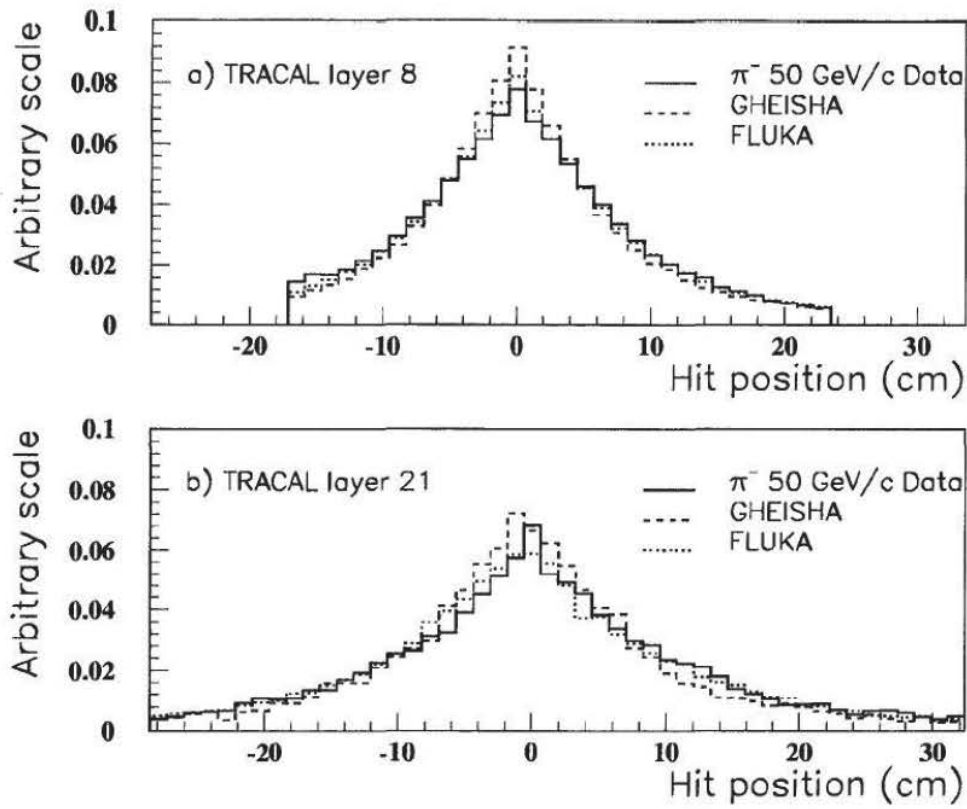 Arbitrary scale
0.1
0.08
0.06
0.04
0.02
0
a) TRACAL layer 8
π⁻ 50 GeV/c Data
GHEISHA
FLUKA
-20 -10 0 10 20 30
Hit position (cm)
Arbitrary scale
0.1
0.08
0.06
0.04
0.02
0
b) TRACAL layer 21
π⁻ 50 GeV/c Data
GHEISHA
FLUKA
-20 -10 0 10 20 30
Hit position (cm)